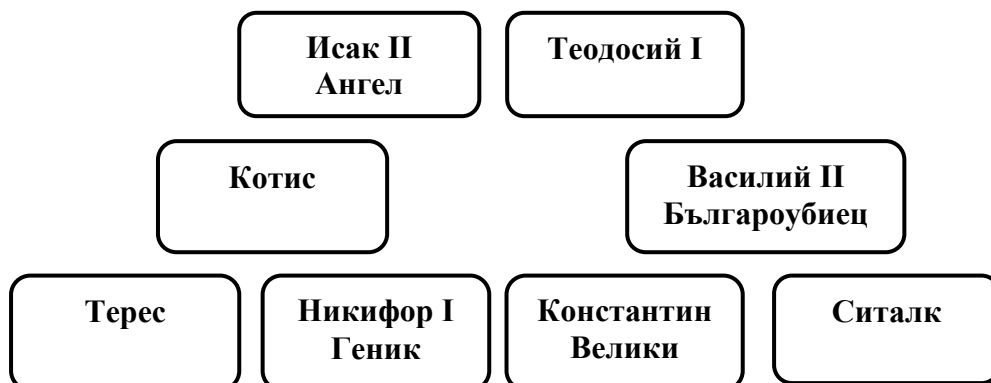 Исак II
Ангел
Теодосий I
Котис
Василий II
Българоубиец
Терес
Никифор I
Геник
Константин
Велики
Ситалк